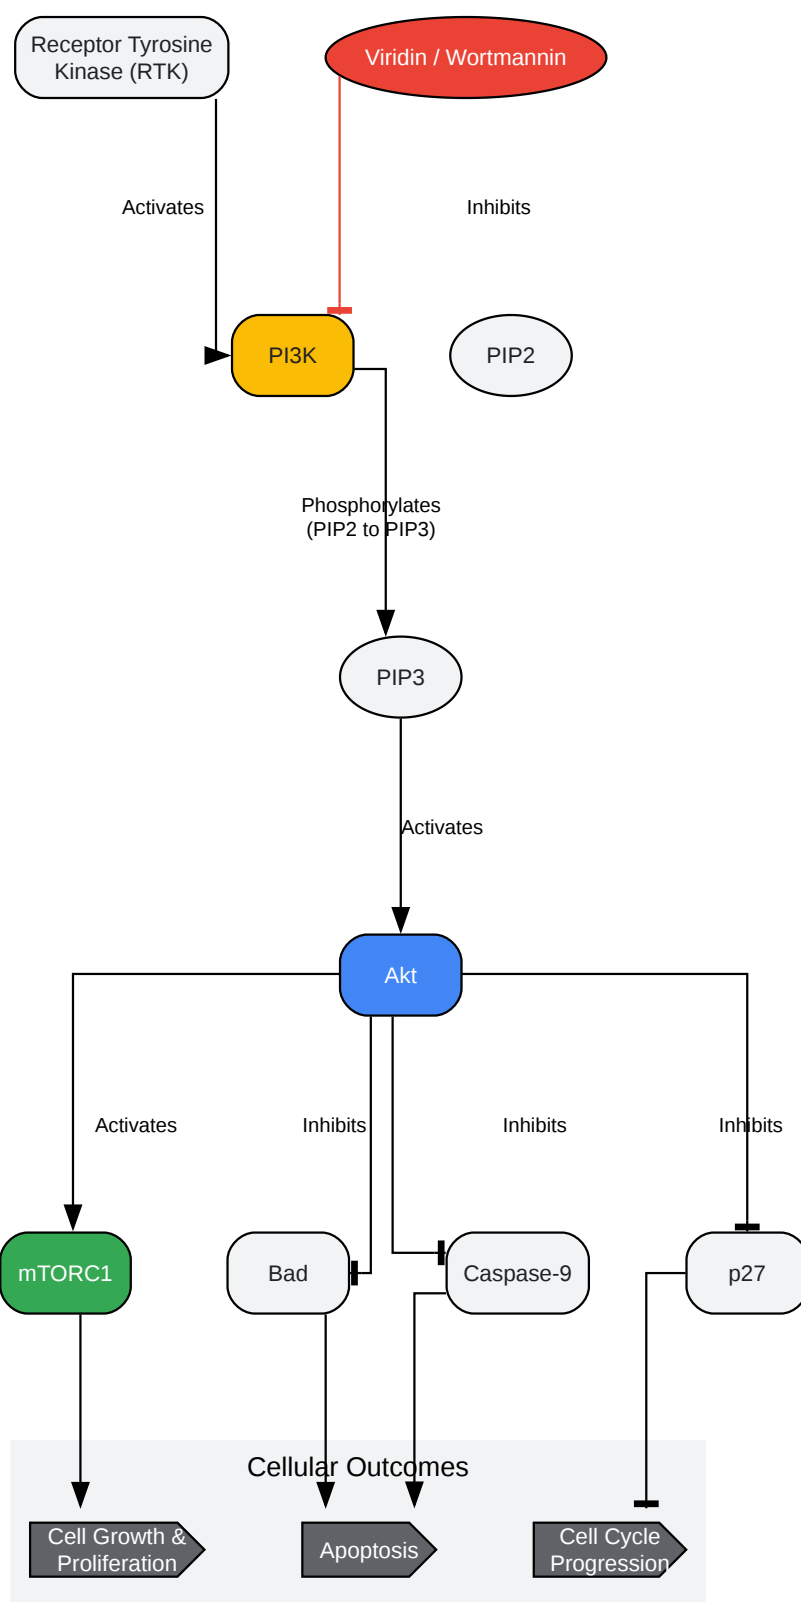 Receptor Tyrosine
Kinase (RTK)
Viridin / Wortmannin
Activates
Inhibits
PI3K
PIP2
Phosphorylates
(PIP2 to PIP3)
PIP3
Activates
Akt
Activates
Inhibits
Inhibits
Inhibits
mTORC1
Bad
Caspase-9
p27
Cellular Outcomes
Cell Growth &
Proliferation
Apoptosis
Cell Cycle
Progression